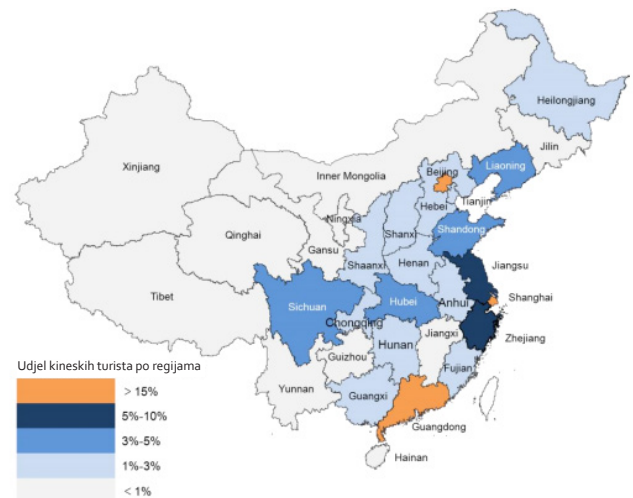 Heilongjiang
Jilin
Xinjiang
Inner Mongolia
Beijing
Liaoning
Tianjin
Hebei
Ningxia
Shanxi
Shandong
Qinghai
Gansu
Shaanxi
Henan
Jiangsu
Tibet
Sichuan
Hubei
Anhui
Shanghai
Chongqing
Jiangxi
Zhejiang
Hunan
Guizhou
Fujian
Yunnan
Guangxi
Guangdong
Hainan
Udjel kineskih turista po regijama
> 15%
5%-10%
3%-5%
1%-3%
< 1%